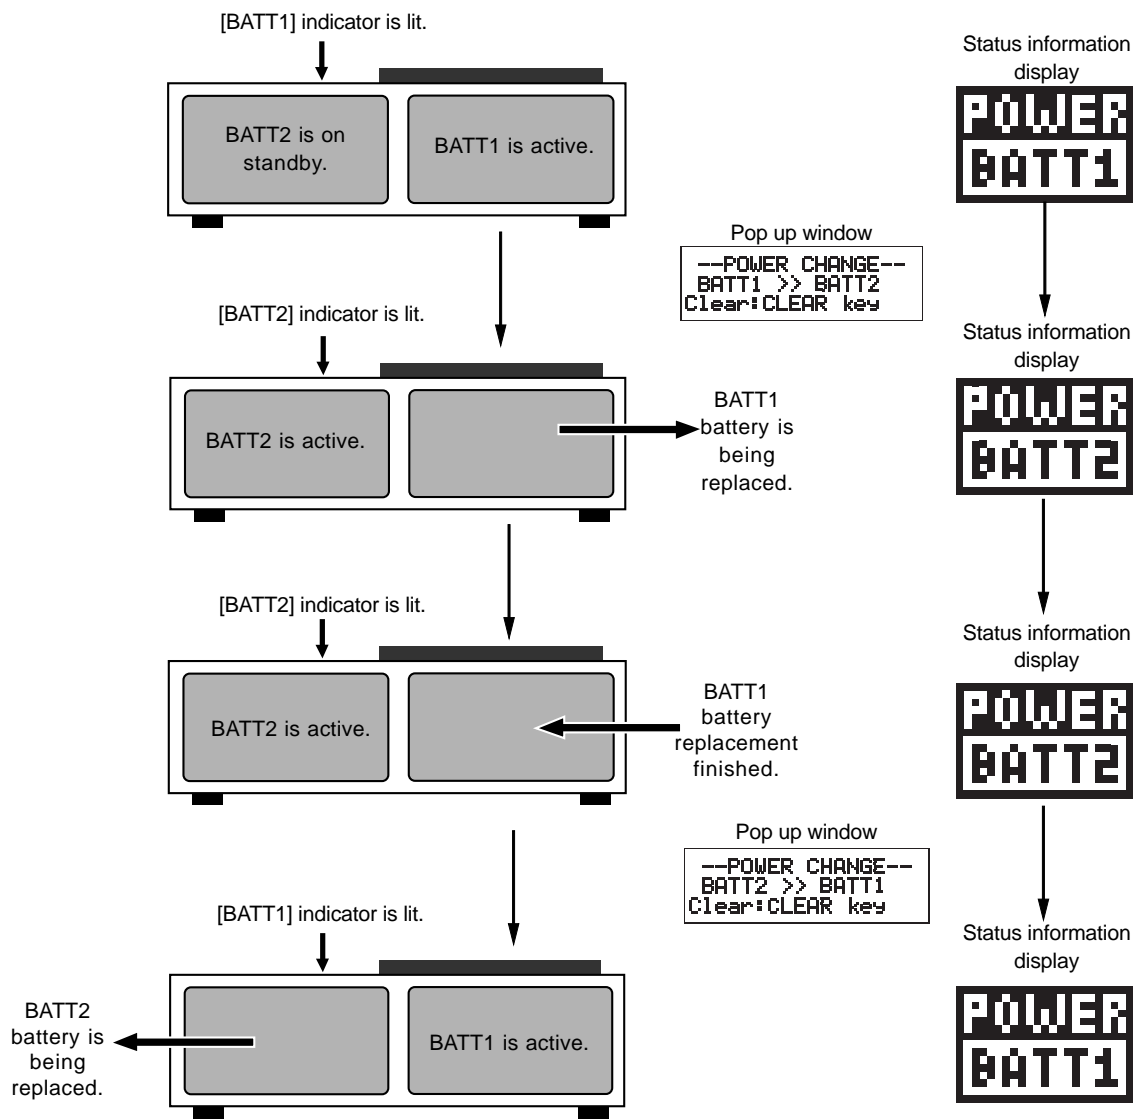 [BATT1] indicator is lit.
BATT2 is on
standby.
BATT1 is active.
Status information
display
POWER
BATT1
Pop up window
--POWER CHANGE--
BATT1 >> BATT2
Clear:CLEAR key
[BATT2] indicator is lit.
BATT2 is active.
BATT1
battery is
being
replaced.
Status information
display
POWER
BATT2
[BATT2] indicator is lit.
BATT2 is active.
BATT1
battery
replacement
finished.
Status information
display
POWER
BATT2
Pop up window
--POWER CHANGE--
BATT2 >> BATT1
Clear:CLEAR key
[BATT1] indicator is lit.
BATT2
battery is
being
replaced.
BATT1 is active.
Status information
display
POWER
BATT1